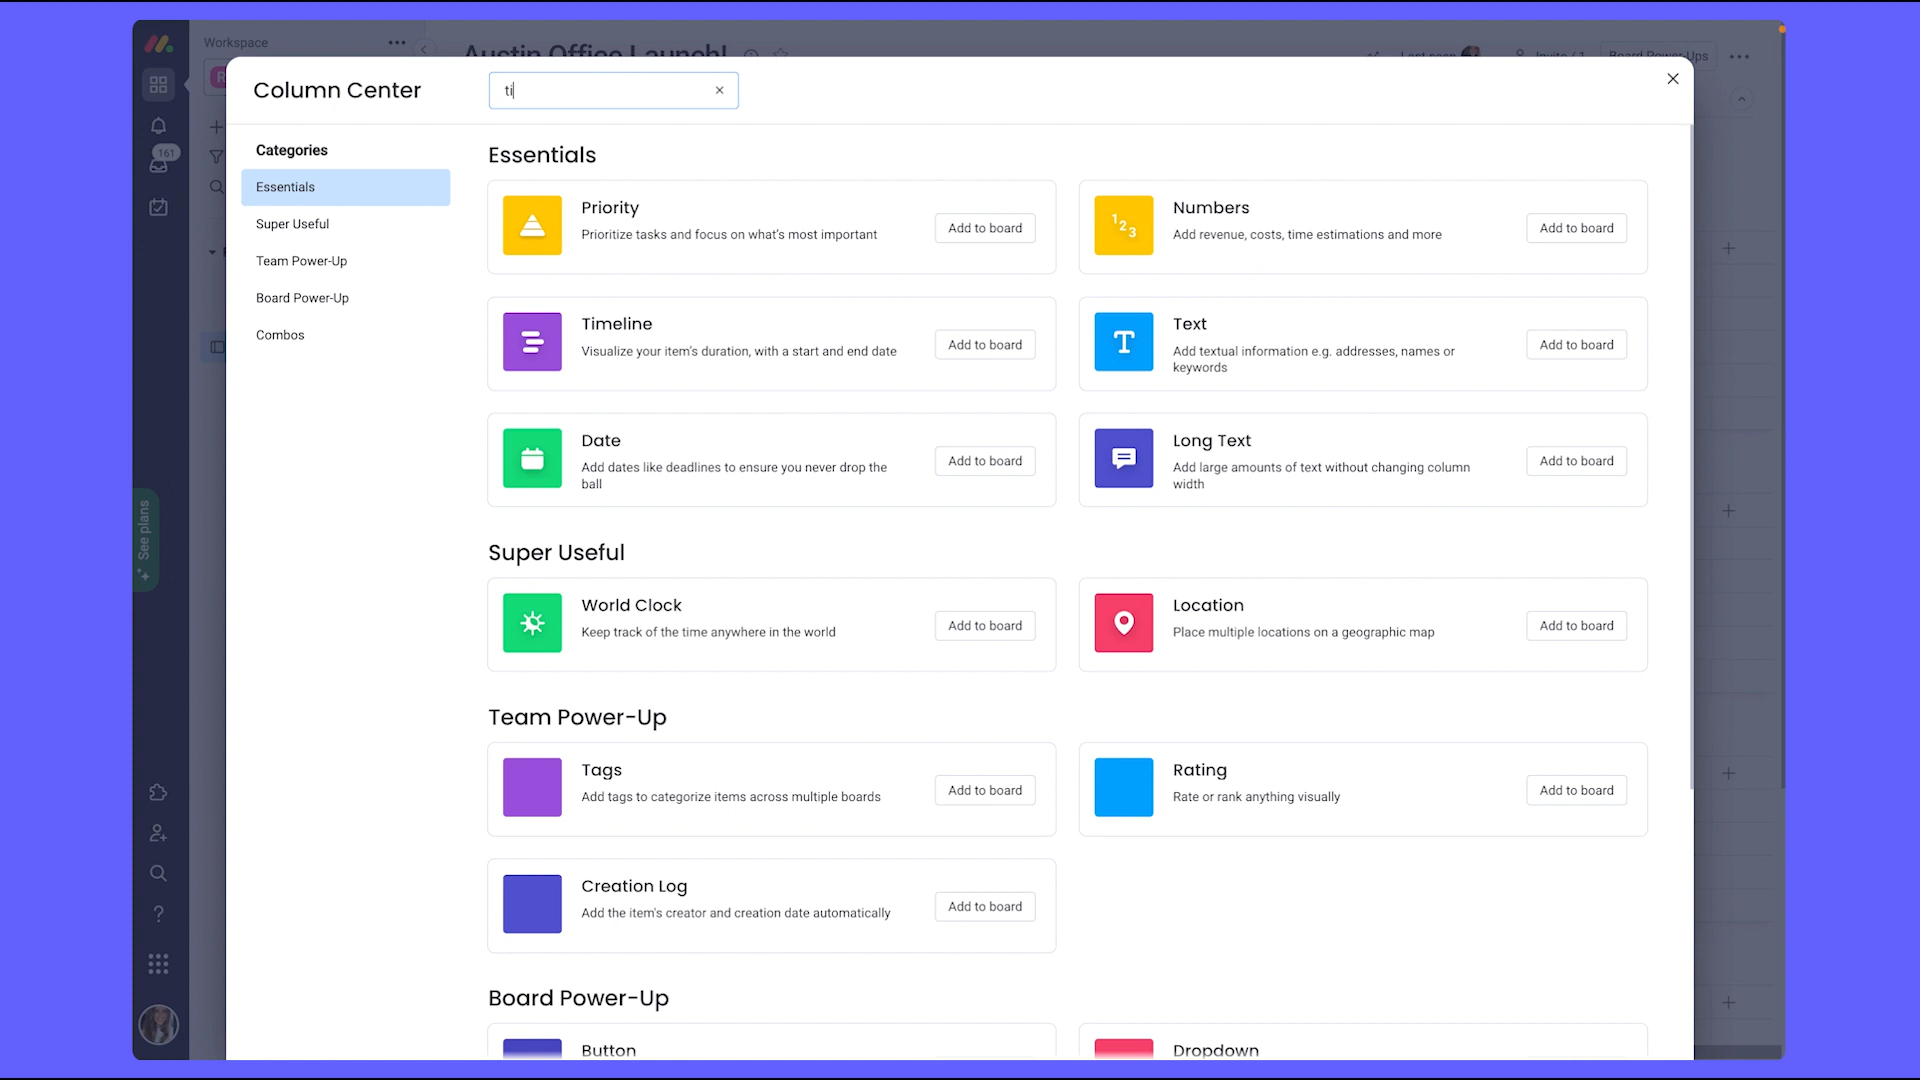 Workspace
Austin Office Launch!
Last seen
Invite / 1
Board Power-Ups
Column Center
ti
161
See plans
Categories
Essentials
Super Useful
Team Power-Up
Board Power-Up
Combos
Essentials
Priority
Prioritize tasks and focus on what's most important
Add to board
Numbers
Add revenue, costs, time estimations and more
Add to board
Timeline
Visualize your item's duration, with a start and end date
Add to board
Text
Add textual information e.g. addresses, names or
keywords
Add to board
Date
Add dates like deadlines to ensure you never drop the
ball
Add to board
Long Text
Add large amounts of text without changing column
width
Add to board
Super Useful
World Clock
Keep track of the time anywhere in the world
Add to board
Location
Place multiple locations on a geographic map
Add to board
Team Power-Up
Tags
Add tags to categorize items across multiple boards
Add to board
Rating
Rate or rank anything visually
Add to board
Creation Log
Add the item's creator and creation date automatically
Add to board
Board Power-Up
Button
Dropdown